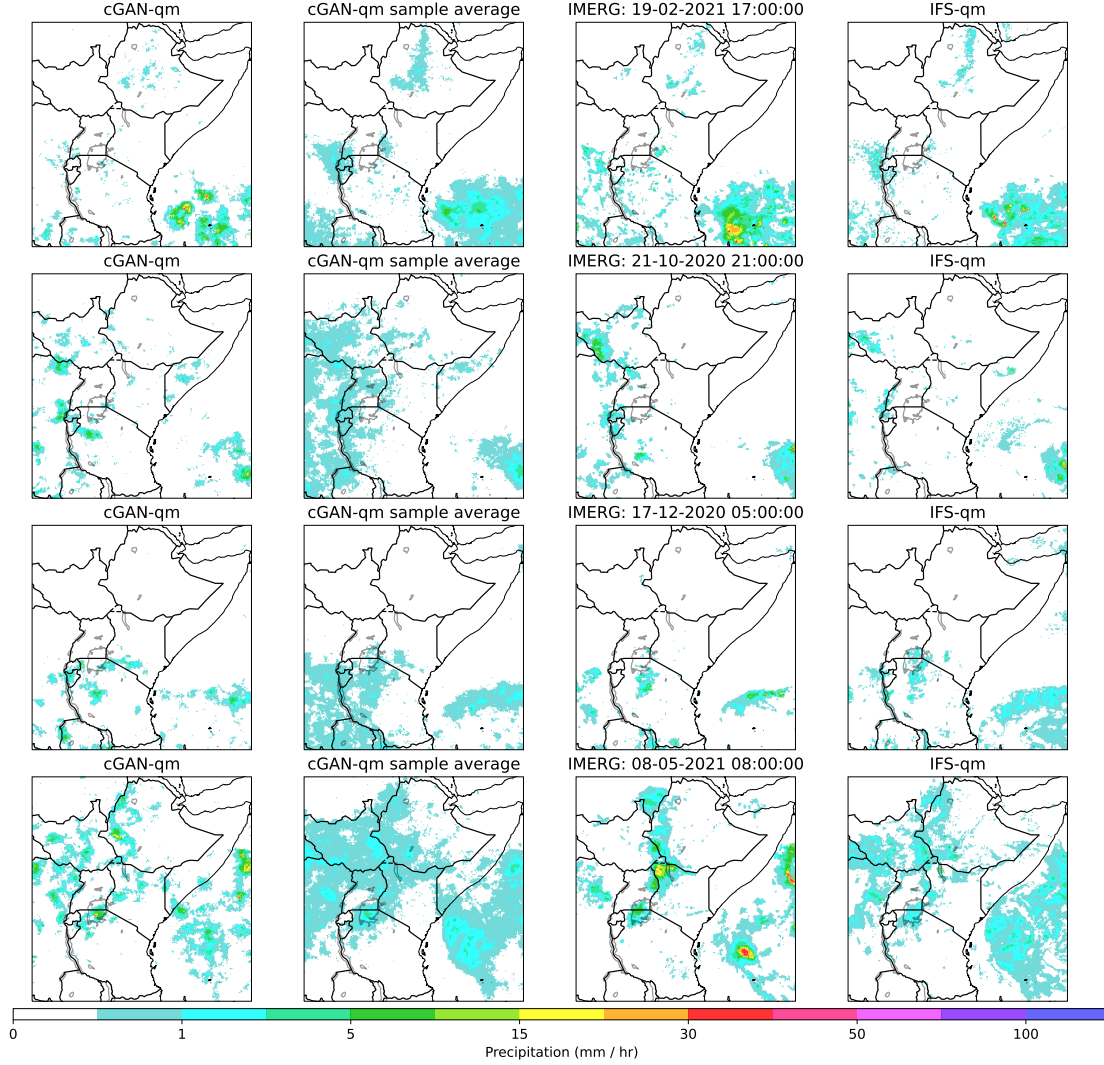 cGAN-qm cGAN-qm sample average IMERG: 19-02-2021 17:00:00 IFS-qm
cGAN-qm cGAN-qm sample average IMERG: 21-10-2020 21:00:00 IFS-qm
cGAN-qm cGAN-qm sample average IMERG: 17-12-2020 05:00:00 IFS-qm
cGAN-qm cGAN-qm sample average IMERG: 08-05-2021 08:00:00 IFS-qm
0 1 5 15 30 50 100
Precipitation (mm / hr)